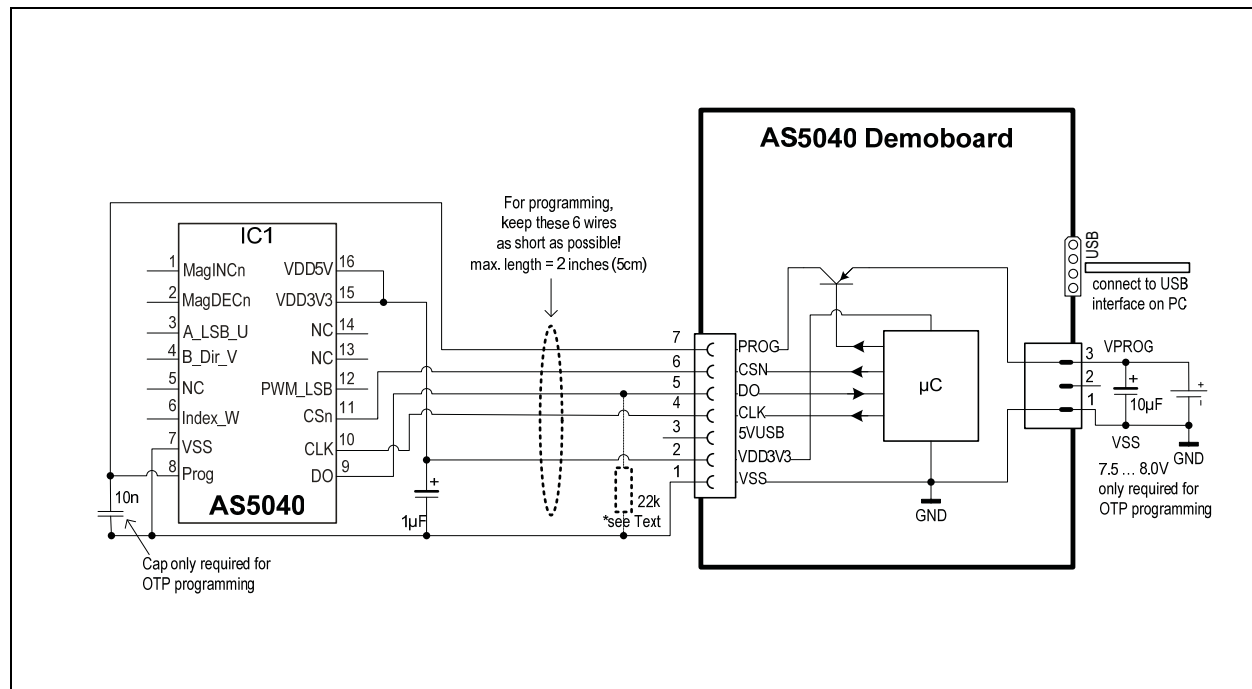 AS5040 Demoboard
For programming,
keep these 6 wires
as short as possible!
max. length = 2 inches (5cm)
IC1
1 MagINCn
2 MagDECn
3 A_LSB_U
4 B_Dir_V
5 NC
6 Index_W
7 VSS
8 Prog
VDD5V 16
VDD3V3 15
NC 14
NC 13
PWM_LSB 12
CSn 11
CLK 10
DO 9
AS5040
10n
Cap only required for
OTP programming
1µF
+
22k
*see Text
7 PROG
6 CSN
5 DO
4 CLK
3 5VUSB
2 VDD3V3
1 VSS
µC
GND
USB
connect to USB
interface on PC
3 VPROG
2
1
+
10µF
+
-
VSS
GND
7.5 ... 8.0V
only required for
OTP programming